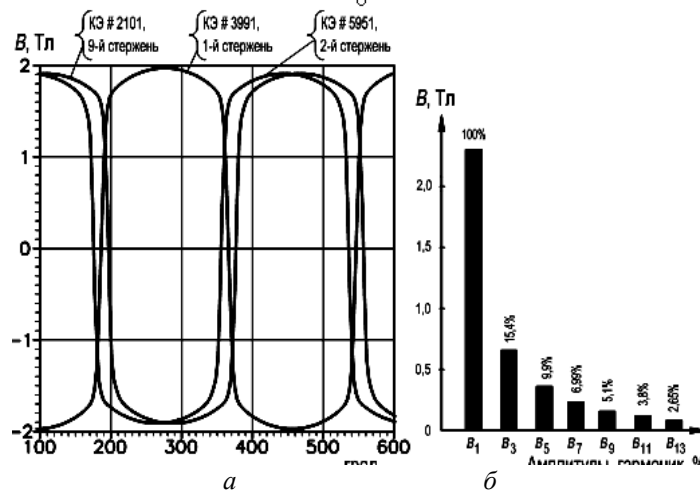 КЭ # 2101,
9-й стержень
КЭ # 3991,
1-й стержень
КЭ # 5951,
2-й стержень
В, Тл
2
1
0
−1
−2
100 200 300 400 500 600
а
В, Тл
2,0
1,5
1,0
0,5
0
100%
15,4%
9,9%
6,99%
5,1%
3,8%
2,65%
B1 B3 B5 B7 B9 B11 B13
Амплитуды гармоник, %
б